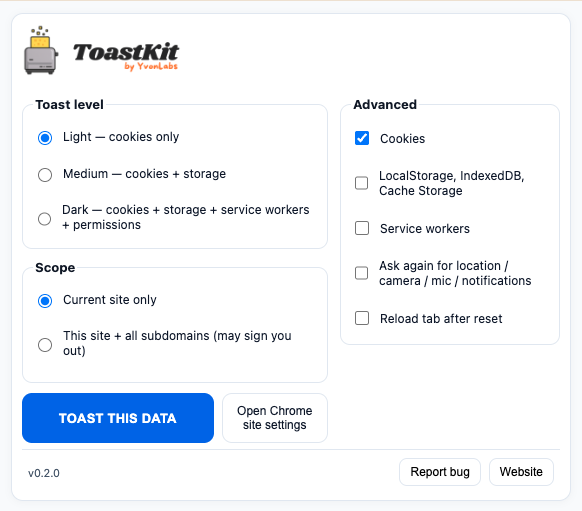 ToastKit
by YvonLabs
Toast level
Light — cookies only
Medium — cookies + storage
Dark — cookies + storage + service workers
+ permissions
Scope
Current site only
This site + all subdomains (may sign you
out)
Advanced
Cookies
LocalStorage, IndexedDB,
Cache Storage
Service workers
Ask again for location /
camera / mic / notifications
Reload tab after reset
TOAST THIS DATA
Open Chrome
site settings
v0.2.0
Report bug
Website